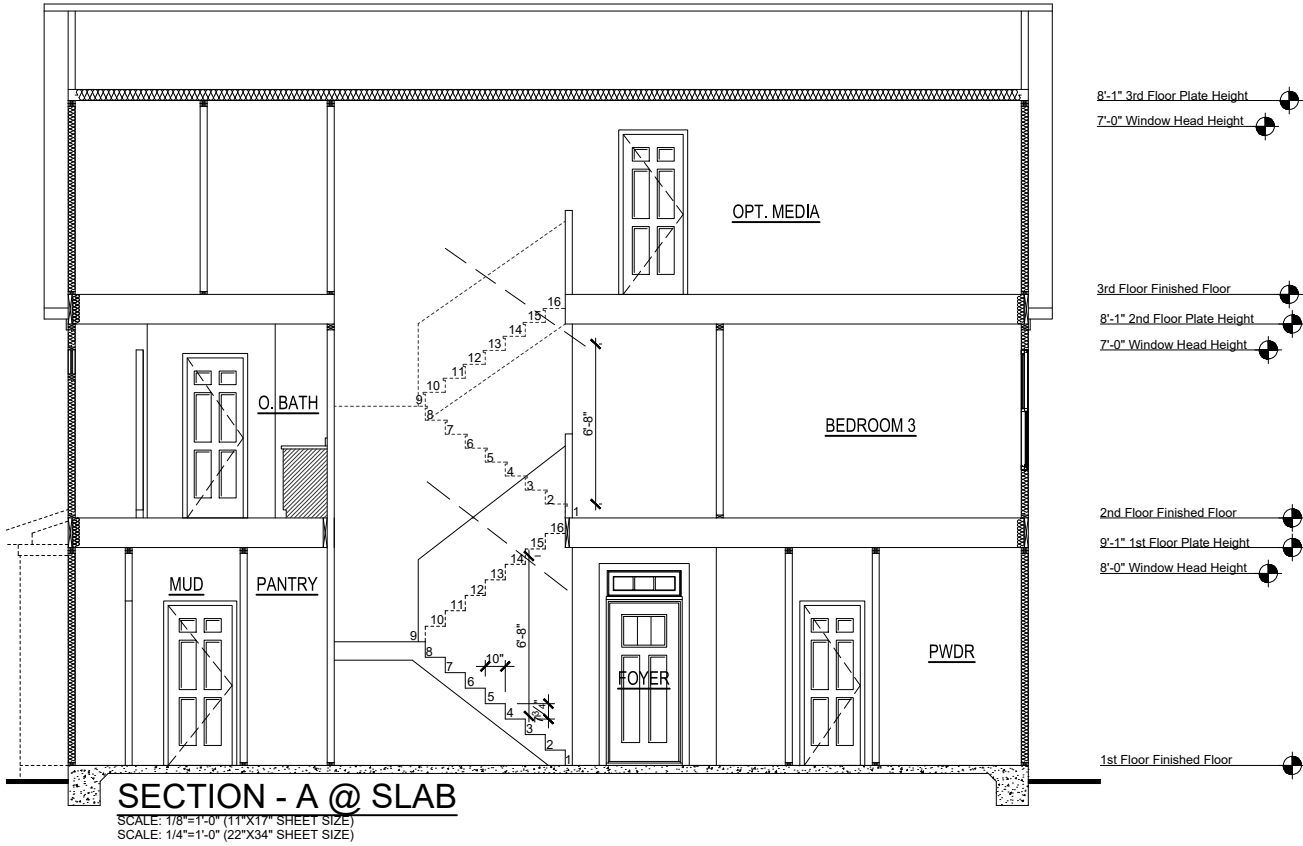 8'-1" 3rd Floor Plate Height
7'-0" Window Head Height
OPT. MEDIA
3rd Floor Finished Floor
8'-1" 2nd Floor Plate Height
7'-0" Window Head Height
16
15
14
13
12
11
10
9
8
7
6
5
4
3
2
1
O. BATH
6'-8"
BEDROOM 3
2nd Floor Finished Floor
9'-1" 1st Floor Plate Height
8'-0" Window Head Height
16
15
14
13
12
11
10
9
8
7
6
5
4
3
2
1
MUD
PANTRY
6'-8"
10"
7 3/4"
FOYER
PWDR
1st Floor Finished Floor
SECTION - A @ SLAB
SCALE: 1/8"=1'-0" (11"X17" SHEET SIZE)
SCALE: 1/4"=1'-0" (22"X34" SHEET SIZE)